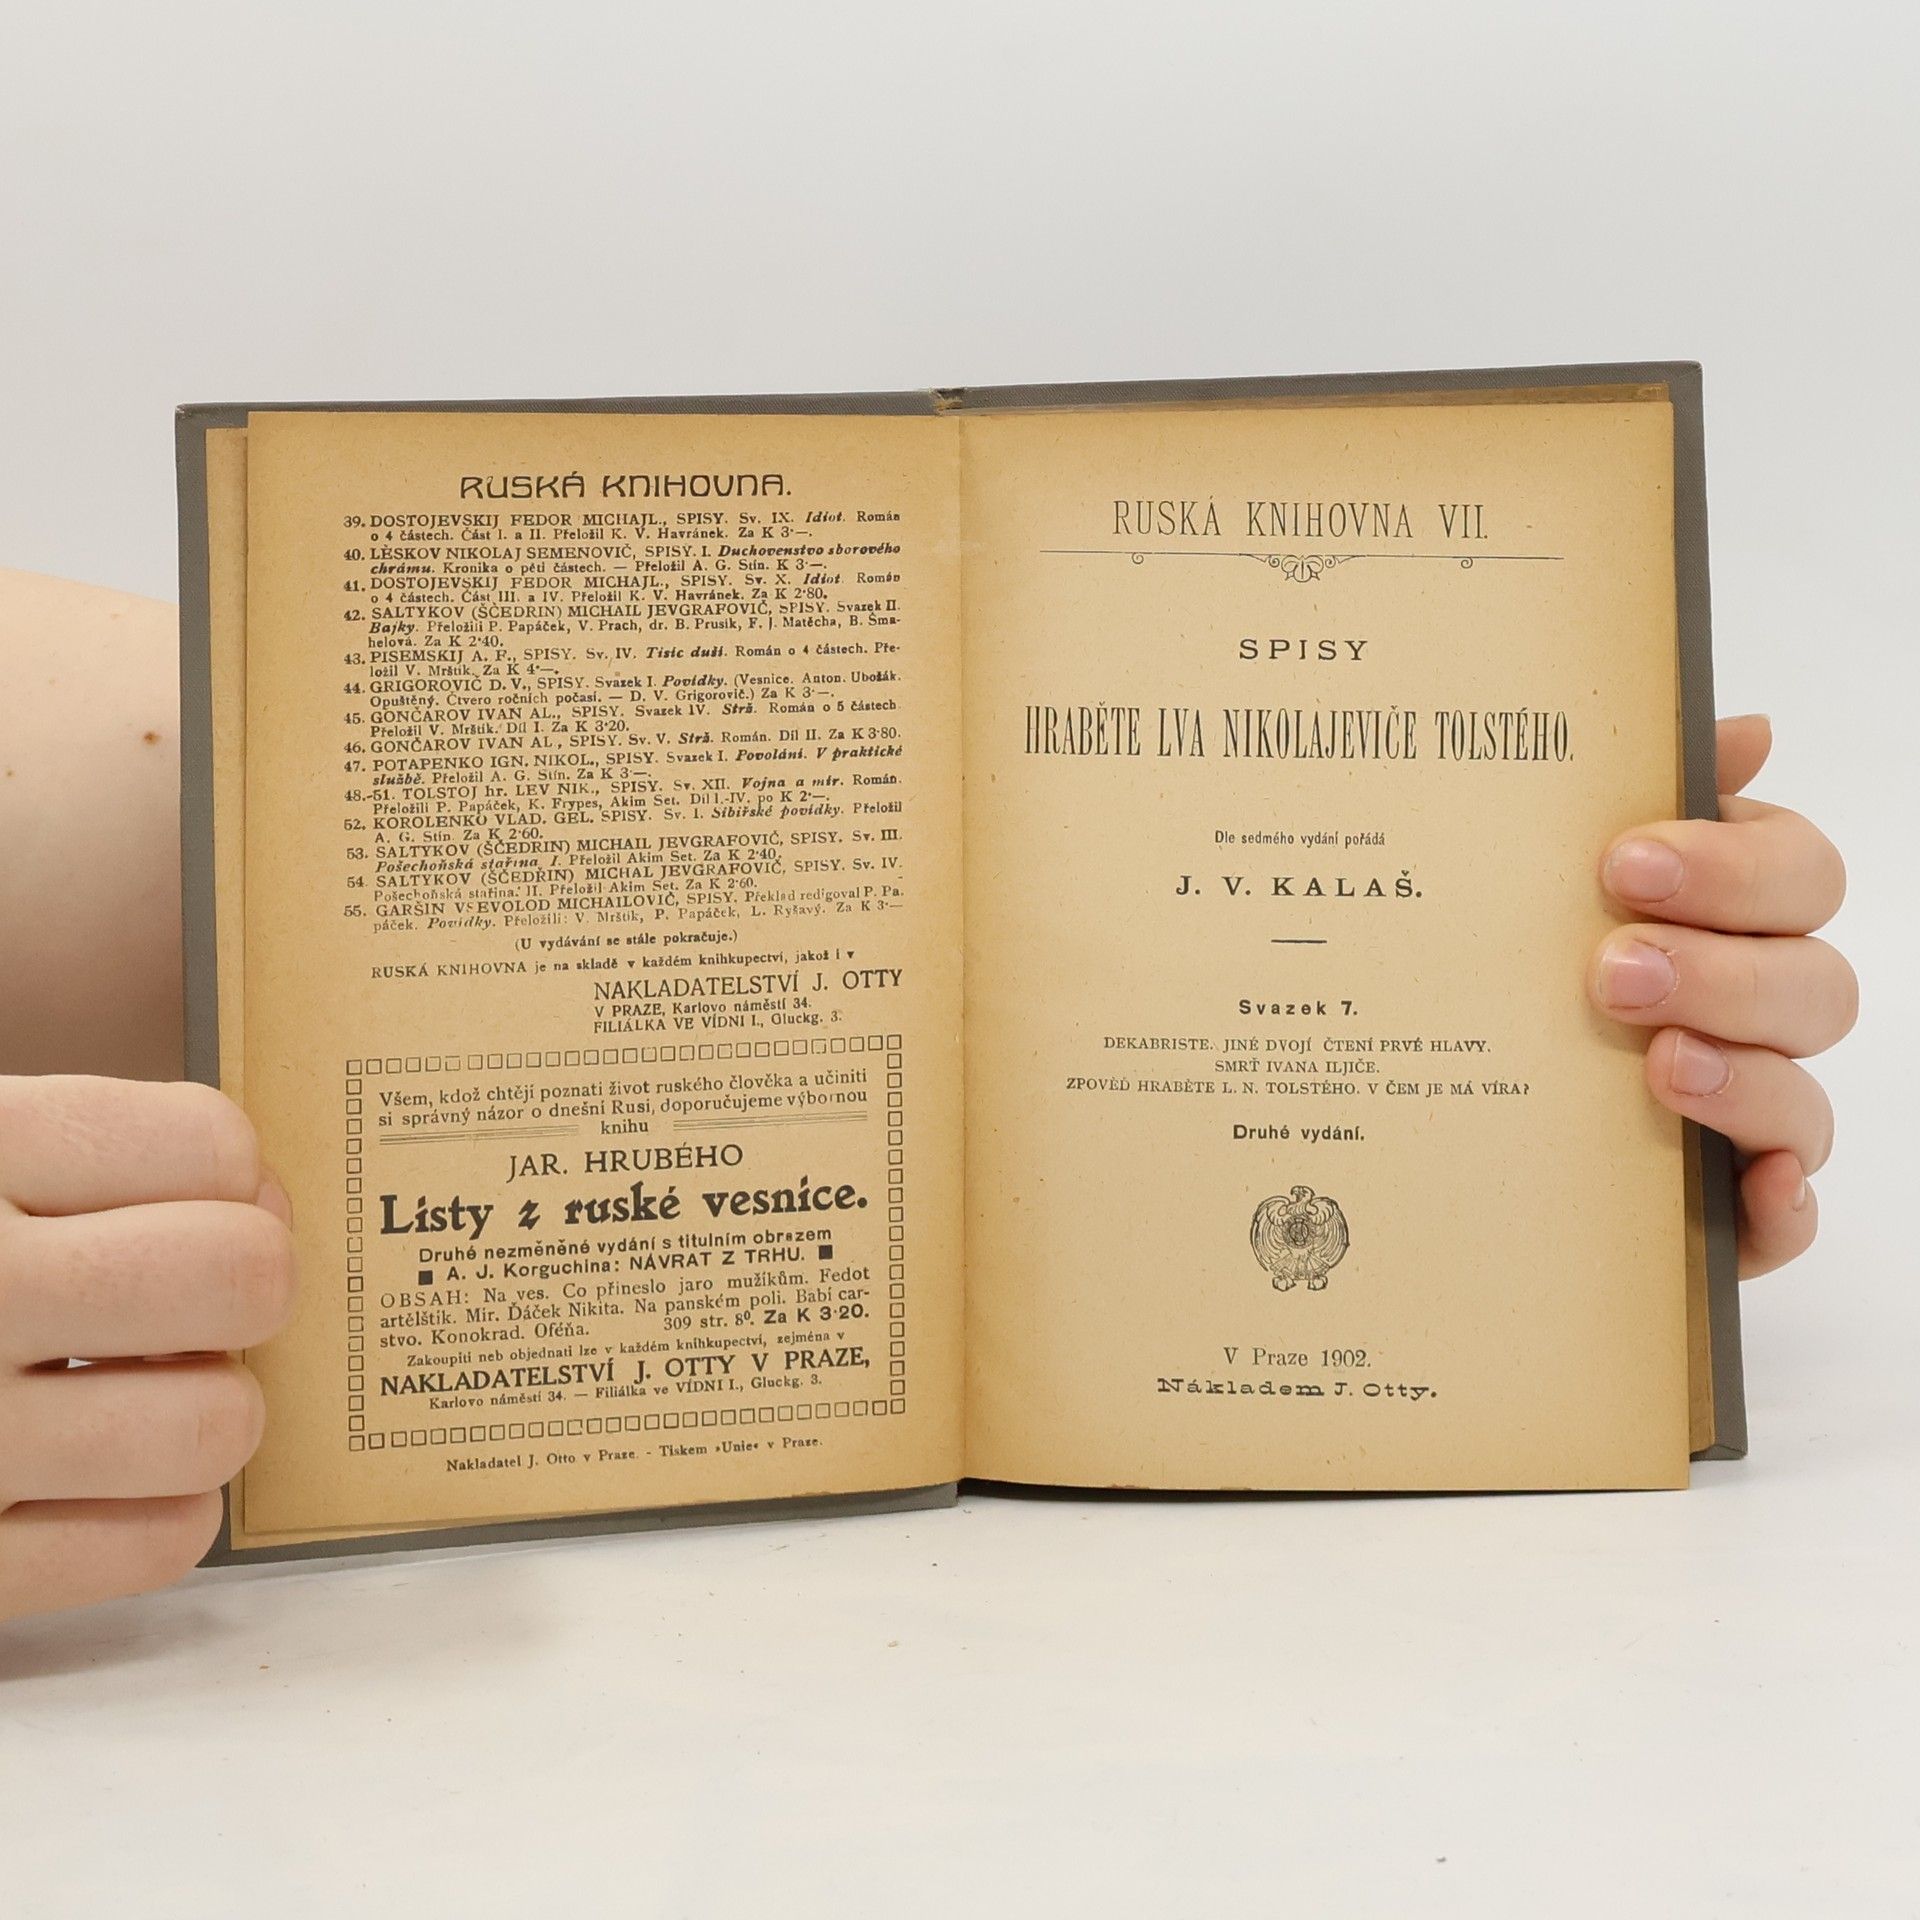 RUSKÁ KNIHOVNA.
39. DOSTOJEVSKIJ FEDOR MICHAJL., SPISY. Sv. IX. Idiot. Román
o 4 částech. Část I. a II. Přeložil K. V. Havránek. Za K 3·—.
40. LĚSKOV NIKOLAJ SEMENOVIČ, SPISY. I. Duchovenstvo sborového
chrámu. Kronika o pěti částech. — Přeložil A. G. Stín. K 3·—.
41. DOSTOJEVSKIJ FEDOR MICHAJL., SPISY. Sv. X. Idiot. Román
o 4 částech. Část III. a IV. Přeložil K. V. Havránek. Za K 2·80.
42. SALTYKOV (ŠČEDRIN) MICHAIL JEVGRAFOVIČ, SPISY. Svazek II.
Bajky. Přeložili P. Papáček, V. Prach, dr. B. Prusík, F. J. Matěcha, B. Šma-
helová. Za K 2·40.
43. PISEMSKIJ A. F., SPISY. Sv. IV. Tisíc duší. Román o 4 částech. Pře-
ložil V. Mrštík. Za K 4·—.
44. GRIGOROVIČ D. V., SPISY. Svazek I. Povídky. (Vesnice. Anton. Ubožák.
Opuštěný. Čtvero ročních počasí. — D. V. Grigorovič.) Za K 3·—.
45. GONČAROV IVAN AL., SPISY. Svazek IV. Strž. Román o 5 částech.
Přeložil V. Mrštík. Díl I. Za K 3·20.
46. GONČAROV IVAN AL., SPISY. Sv. V. Strž. Román. Díl II. Za K 3·80.
47. POTAPENKO IGN. NIKOL., SPISY. Svazek I. Povolání. V praktické
službě. Přeložil A. G. Stín. Za K 3·—.
48.-51. TOLSTOJ hr. LEV NIK., SPISY. Sv. XII. Vojna a mír. Román.
Přeložili P. Papáček, K. Frypes, Akim Set. Díl I.-IV. po K 2·—.
52. KOROLENKO VLAD. GEL. SPISY. Sv. I. Sibiřské povídky. Přeložil
A. G. Stín. Za K 2·60.
53. SALTYKOV (ŠČEDRIN) MICHAIL JEVGRAFOVIČ, SPISY. Sv. III.
Pošechoňská stařina. I. Přeložil Akim Set. Za K 2·40.
54. SALTYKOV (ŠČEDRIN) MICHAL JEVGRAFOVIČ, SPISY. Sv. IV.
Pošechoňská stařina. II. Přeložil Akim Set. Za K 2·60.
55. GARŠIN VSEVOLOD MICHAILOVIČ, SPISY. Překlad redigoval P. Pa-
páček. Povídky. Přeložili: V. Mrštík, P. Papáček, L. Ryšavý. Za K 3·—
(U vydávání se stále pokračuje.)
RUSKÁ KNIHOVNA je na skladě v každém knihkupectví, jakož i v
NAKLADATELSTVÍ J. OTTY
V PRAZE, Karlovo náměstí 34.
FILIÁLKA VE VÍDNI I., Gluckg. 3.
Všem, kdož chtějí poznati život ruského člověka a učiniti
si správný názor o dnešní Rusi, doporučujeme výbornou
knihu
JAR. HRUBÉHO
Listy z ruské vesnice.
Druhé nezměněné vydání s titulním obrazem
■ A. J. Korguchina: NÁVRAT Z TRHU. ■
OBSAH: Na ves. Co přineslo jaro mužíkům. Fedot
artělštík. Mir. Ďáček Nikita. Na panském poli. Babí car-
stvo. Konokrad. Oféňa. 309 str. 8⁰. Za K 3·20.
Zakoupiti neb objednati lze v každém knihkupectví, zejména v
NAKLADATELSTVÍ J. OTTY V PRAZE,
Karlovo náměstí 34. — Filiálka ve VÍDNI I., Gluckg. 3.
Nakladatel J. Otto v Praze. - Tiskem »Unie« v Praze.
RUSKÁ KNIHOVNA VII.
SPISY
HRABĚTE LVA NIKOLAJEVIČE TOLSTÉHO.
Dle sedmého vydání pořádá
J. V. KALAŠ.
Svazek 7.
DEKABRISTE. JINÉ DVOJÍ ČTENÍ PRVÉ HLAVY.
SMRŤ IVANA ILJIČE.
ZPOVĚĎ HRABĚTE L. N. TOLSTÉHO. V ČEM JE MÁ VÍRA?
Druhé vydání.
V Praze 1902.
Nákladem J. Otty.